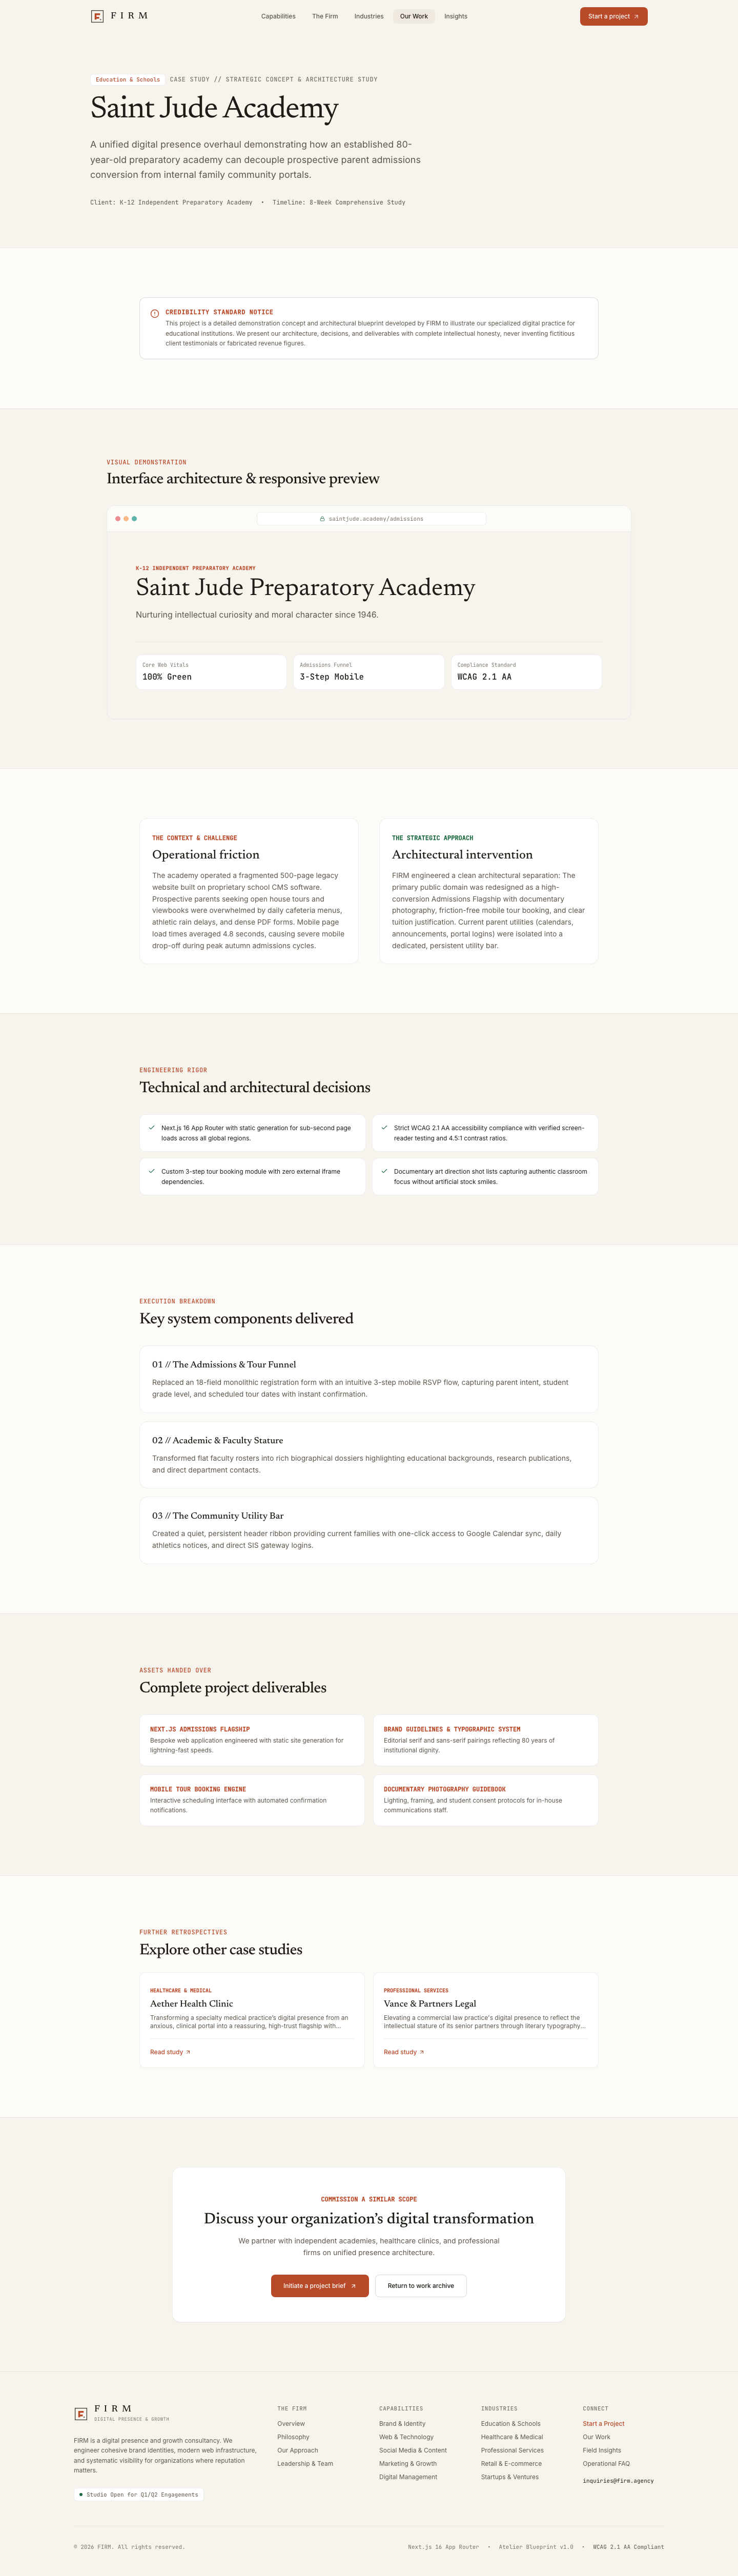 FIRM
Capabilities
The Firm
Industries
Our Work
Insights
Start a project
Education & Schools
CASE STUDY // STRATEGIC CONCEPT & ARCHITECTURE STUDY
Saint Jude Academy
A unified digital presence overhaul demonstrating how an established 80-
year-old preparatory academy can decouple prospective parent admissions
conversion from internal family community portals.
Client: K-12 Independent Preparatory Academy • Timeline: 8-Week Comprehensive Study
CREDIBILITY STANDARD NOTICE
This project is a detailed demonstration concept and architectural blueprint developed by FIRM to illustrate our specialized digital practice for
educational institutions. We present our architecture, decisions, and deliverables with complete intellectual honesty, never inventing fictitious
client testimonials or fabricated revenue figures.
VISUAL DEMONSTRATION
Interface architecture & responsive preview
saintjude.academy/admissions
K-12 INDEPENDENT PREPARATORY ACADEMY
Saint Jude Preparatory Academy
Nurturing intellectual curiosity and moral character since 1946.
Core Web Vitals
100% Green
Admissions Funnel
3-Step Mobile
Compliance Standard
WCAG 2.1 AA
THE CONTEXT & CHALLENGE
Operational friction
The academy operated a fragmented 500-page legacy
website built on proprietary school CMS software.
Prospective parents seeking open house tours and
viewbooks were overwhelmed by daily cafeteria menus,
athletic rain delays, and dense PDF forms. Mobile page
load times averaged 4.8 seconds, causing severe mobile
drop-off during peak autumn admissions cycles.
THE STRATEGIC APPROACH
Architectural intervention
FIRM engineered a clean architectural separation: The
primary public domain was redesigned as a high-
conversion Admissions Flagship with documentary
photography, friction-free mobile tour booking, and clear
tuition justification. Current parent utilities (calendars,
announcements, portal logins) were isolated into a
dedicated, persistent utility bar.
ENGINEERING RIGOR
Technical and architectural decisions
Next.js 16 App Router with static generation for sub-second page
loads across all global regions.
Strict WCAG 2.1 AA accessibility compliance with verified screen-
reader testing and 4.5:1 contrast ratios.
Custom 3-step tour booking module with zero external iframe
dependencies.
Documentary art direction shot lists capturing authentic classroom
focus without artificial stock smiles.
EXECUTION BREAKDOWN
Key system components delivered
01 // The Admissions & Tour Funnel
Replaced an 18-field monolithic registration form with an intuitive 3-step mobile RSVP flow, capturing parent intent, student
grade level, and scheduled tour dates with instant confirmation.
02 // Academic & Faculty Stature
Transformed flat faculty rosters into rich biographical dossiers highlighting educational backgrounds, research publications,
and direct department contacts.
03 // The Community Utility Bar
Created a quiet, persistent header ribbon providing current families with one-click access to Google Calendar sync, daily
athletics notices, and direct SIS gateway logins.
ASSETS HANDED OVER
Complete project deliverables
NEXT.JS ADMISSIONS FLAGSHIP
Bespoke web application engineered with static site generation for
lightning-fast speeds.
BRAND GUIDELINES & TYPOGRAPHIC SYSTEM
Editorial serif and sans-serif pairings reflecting 80 years of
institutional dignity.
MOBILE TOUR BOOKING ENGINE
Interactive scheduling interface with automated confirmation
notifications.
DOCUMENTARY PHOTOGRAPHY GUIDEBOOK
Lighting, framing, and student consent protocols for in-house
communications staff.
FURTHER RETROSPECTIVES
Explore other case studies
HEALTHCARE & MEDICAL
Aether Health Clinic
Transforming a specialty medical practice's digital presence from an
anxious, clinical portal into a reassuring, high-trust flagship with...
Read study
PROFESSIONAL SERVICES
Vance & Partners Legal
Elevating a commercial law practice's digital presence to reflect the
intellectual stature of its senior partners through literary typography...
Read study
COMMISSION A SIMILAR SCOPE
Discuss your organization's digital transformation
We partner with independent academies, healthcare clinics, and professional
firms on unified presence architecture.
Initiate a project brief
Return to work archive
FIRM
DIGITAL PRESENCE & GROWTH
FIRM is a digital presence and growth consultancy. We
engineer cohesive brand identities, modern web infrastructure,
and systematic visibility for organizations where reputation
matters.
Studio Open for Q1/Q2 Engagements
THE FIRM
Overview
Philosophy
Our Approach
Leadership & Team
CAPABILITIES
Brand & Identity
Web & Technology
Social Media & Content
Marketing & Growth
Digital Management
INDUSTRIES
Education & Schools
Healthcare & Medical
Professional Services
Retail & E-commerce
Startups & Ventures
CONNECT
Start a Project
Our Work
Field Insights
Operational FAQ
inquiries@firm.agency
© 2026 FIRM. All rights reserved.
Next.js 16 App Router • Atelier Blueprint v1.0 • WCAG 2.1 AA Compliant